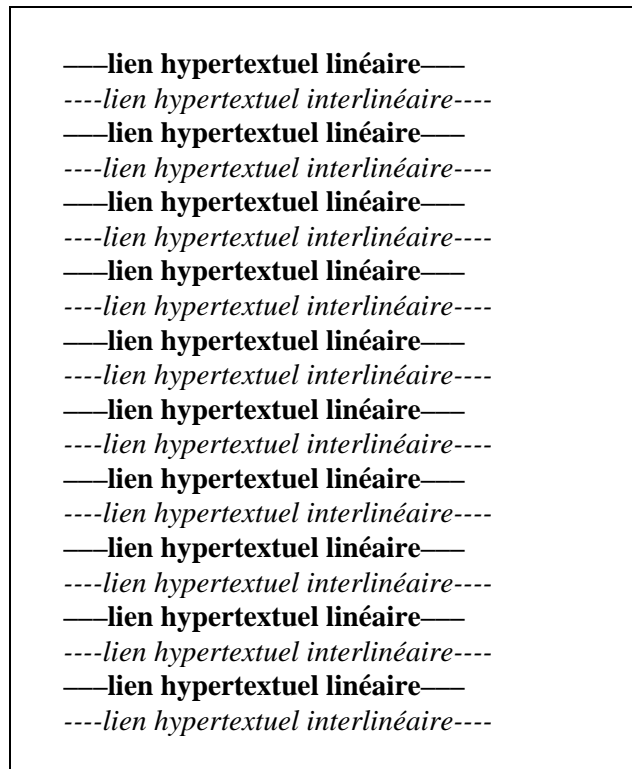 –––lien hypertextuel linéaire–––
----lien hypertextuel interlinéaire----
–––lien hypertextuel linéaire–––
----lien hypertextuel interlinéaire----
–––lien hypertextuel linéaire–––
----lien hypertextuel interlinéaire----
–––lien hypertextuel linéaire–––
----lien hypertextuel interlinéaire----
–––lien hypertextuel linéaire–––
----lien hypertextuel interlinéaire----
–––lien hypertextuel linéaire–––
----lien hypertextuel interlinéaire----
–––lien hypertextuel linéaire–––
----lien hypertextuel interlinéaire----
–––lien hypertextuel linéaire–––
----lien hypertextuel interlinéaire----
–––lien hypertextuel linéaire–––
----lien hypertextuel interlinéaire----
–––lien hypertextuel linéaire–––
----lien hypertextuel interlinéaire----